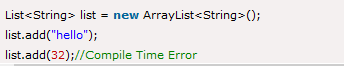 List<String> list = new ArrayList<String>();
list.add("hello");
list.add(32);//Compile Time Error